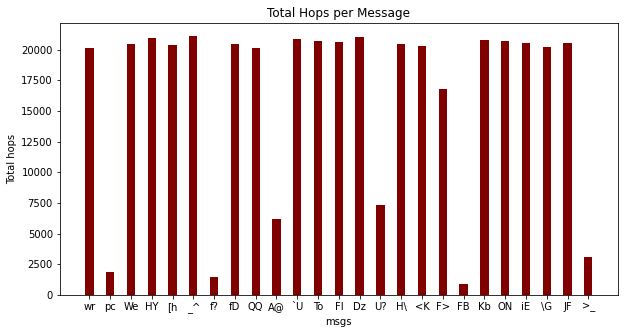 Total Hops per Message
Total hops
20000
17500
15000
12500
10000
7500
5000
2500
0
wr pc We HY [h _^ f? fD QQ A@ `U To FI Dz U? H\ <K F> FB Kb ON iE \G JF >_
msgs